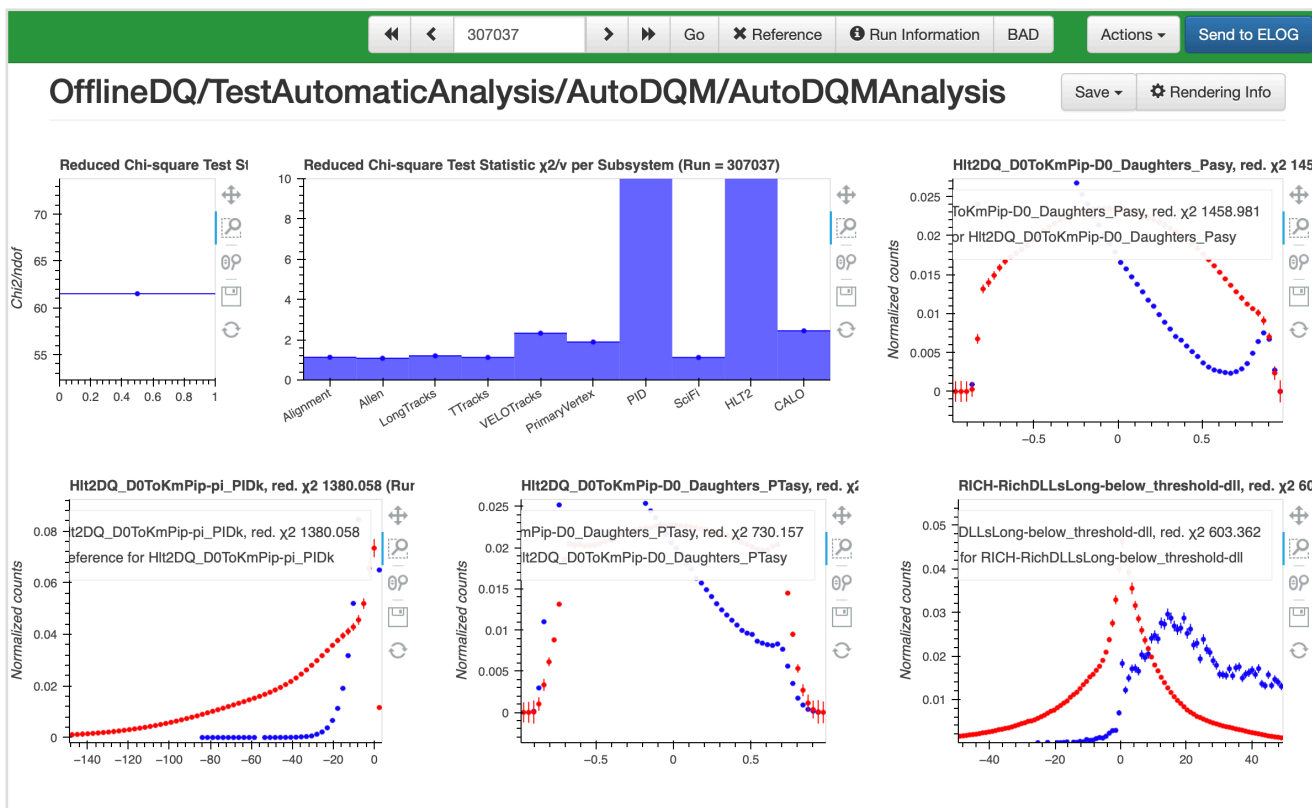 307037 Go Reference Run Information BAD Actions Send to ELOG
OfflineDQ/TestAutomaticAnalysis/AutoDQM/AutoDQMAnalysis
Save Rendering Info
Reduced Chi-square Test
Chi2/ndof
70
65
60
55
0 0.2 0.4 0.6 0.8 1
Reduced Chi-square Test Statistic χ2/ν per Subsystem (Run = 307037)
10
8
6
4
2
0
Alignment Allen LongTracks TTracks VELOTracks PrimaryVertex PID SciFi HLT2 CALO
Hlt2DQ_D0ToKmPip-D0_Daughters_Pasy, red. χ2 145
ToKmPip-D0_Daughters_Pasy, red. χ2 1458.981
or Hlt2DQ_D0ToKmPip-D0_Daughters_Pasy
Normalized counts
0.025
0.02
0.015
0.01
0.005
0
−0.5 0 0.5
Hlt2DQ_D0ToKmPip-pi_PIDk, red. χ2 1380.058 (Run
lt2DQ_D0ToKmPip-pi_PIDk, red. χ2 1380.058
eference for Hlt2DQ_D0ToKmPip-pi_PIDk
Normalized counts
0.08
0.06
0.04
0.02
0
−140 −120 −100 −80 −60 −40 −20 0
Hlt2DQ_D0ToKmPip-D0_Daughters_PTasy, red. χ2
mPip-D0_Daughters_PTasy, red. χ2 730.157
lt2DQ_D0ToKmPip-D0_Daughters_PTasy
Normalized counts
0.025
0.02
0.015
0.01
0.005
0
−0.5 0 0.5
RICH-RichDLLsLong-below_threshold-dll, red. χ2 60
DLLsLong-below_threshold-dll, red. χ2 603.362
for RICH-RichDLLsLong-below_threshold-dll
Normalized counts
0.05
0.04
0.03
0.02
0.01
−40 −20 0 20 40